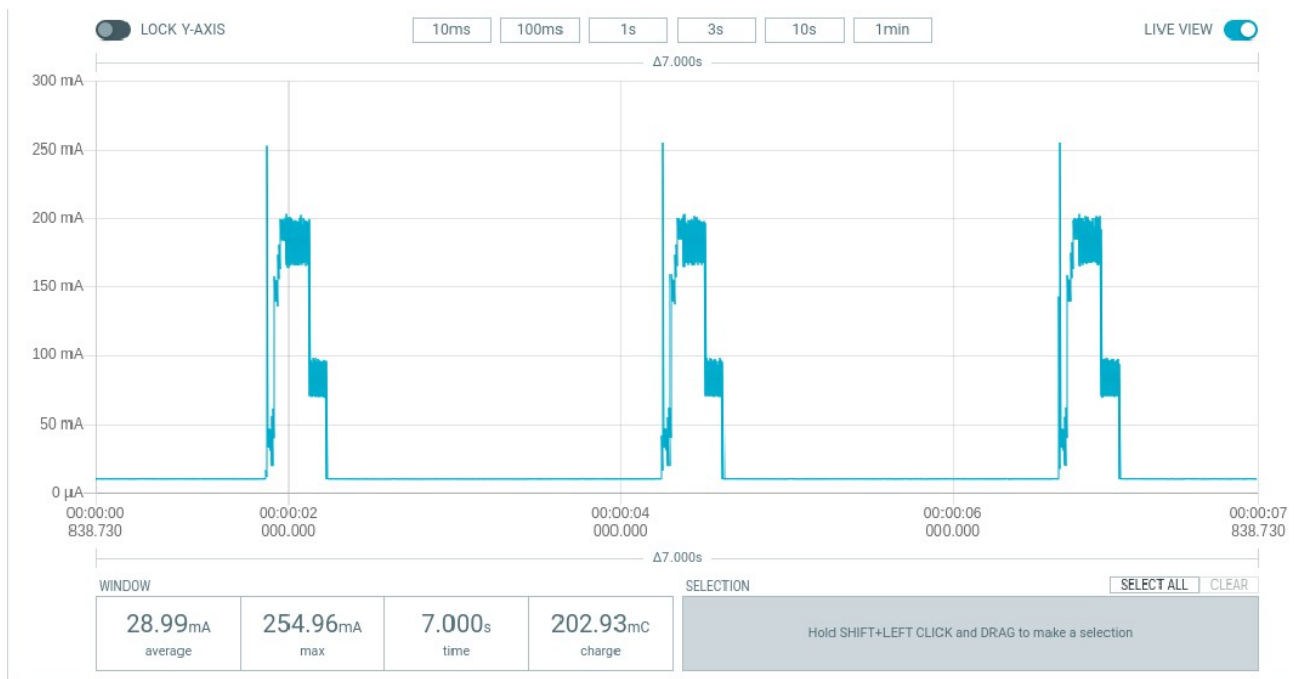 LOCK Y-AXIS 10ms 100ms 1s 3s 10s 1min LIVE VIEW
Δ7.000s
300 mA
250 mA
200 mA
150 mA
100 mA
50 mA
0 µA
00:00:00 00:00:02 00:00:04 00:00:06 00:00:07
838.730 000.000 000.000 000.000 838.730
Δ7.000s
WINDOW SELECTION SELECT ALL CLEAR
28.99mA 254.96mA 7.000s 202.93mC
average max time charge
Hold SHIFT+LEFT CLICK and DRAG to make a selection